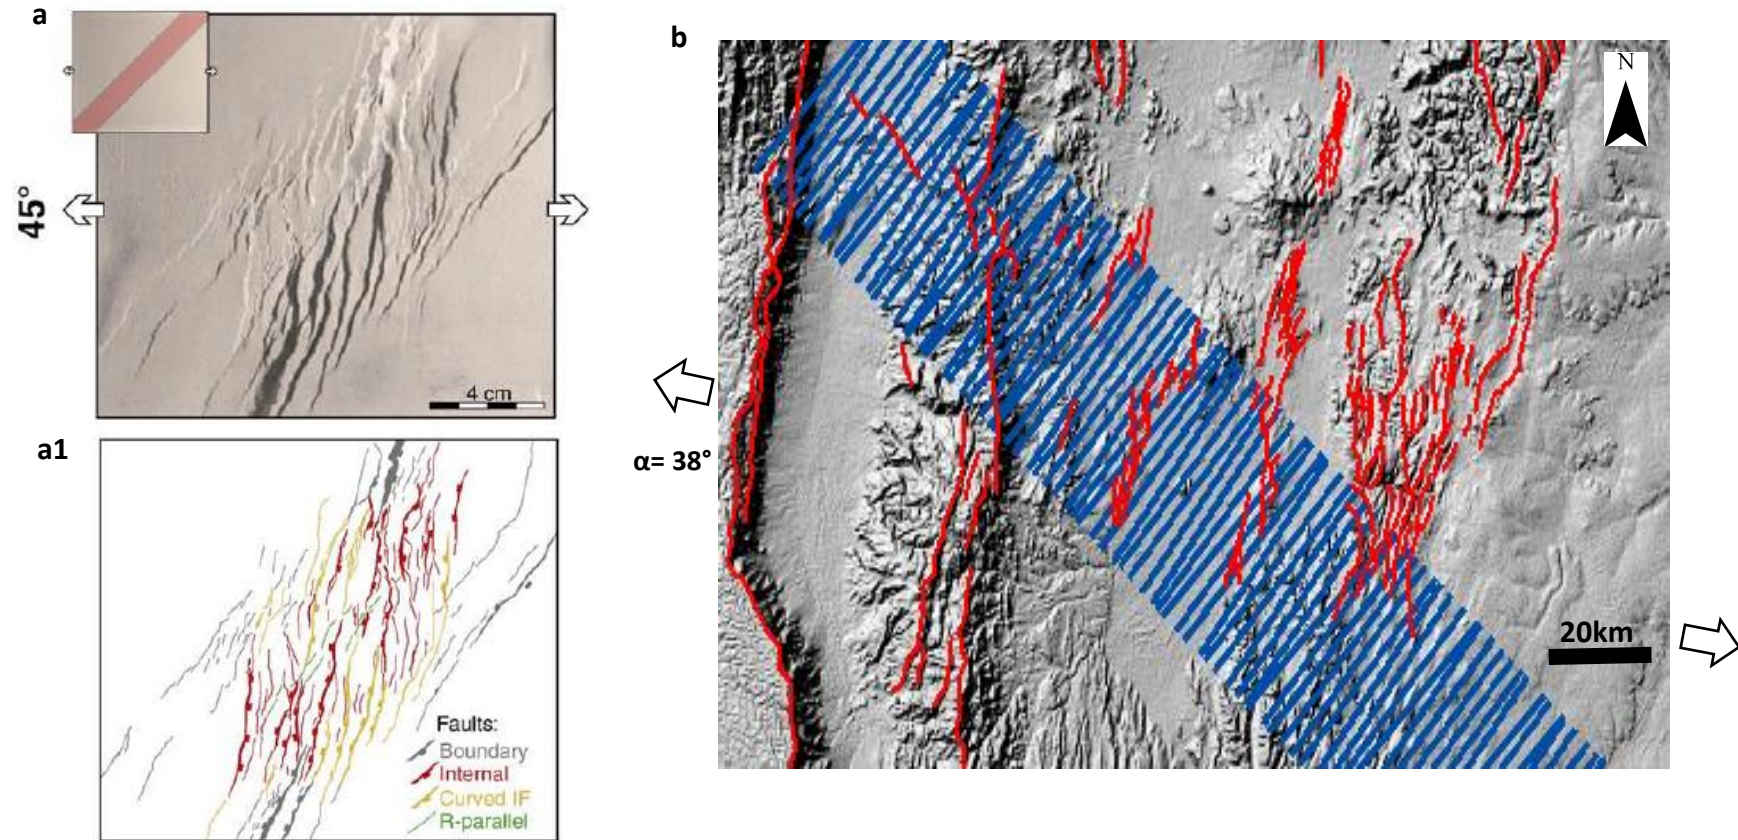 a
45°
4 cm
a1
Faults:
Boundary
Internal
Curved IF
R-parallel
b
N
α= 38°
20km